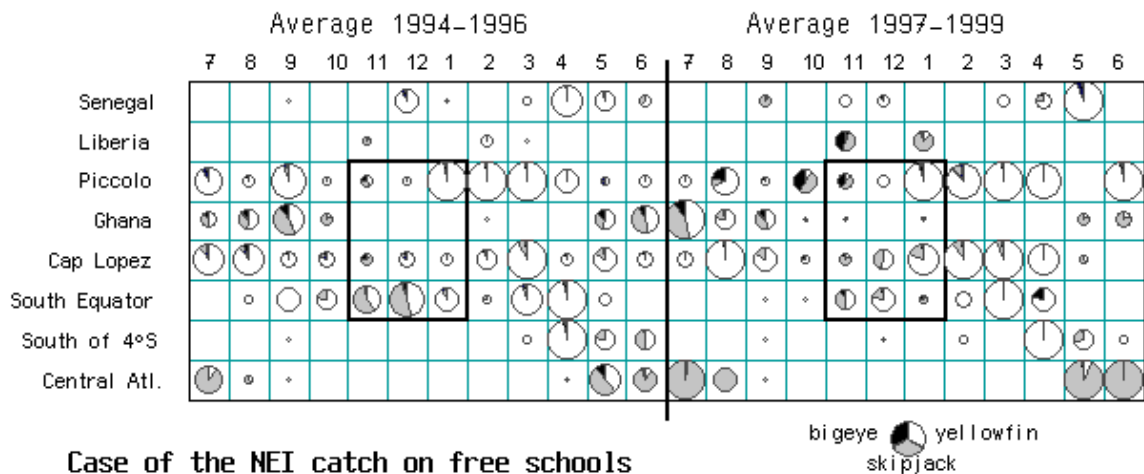 Average 1994-1996 Average 1997-1999
7 8 9 10 11 12 1 2 3 4 5 6 7 8 9 10 11 12 1 2 3 4 5 6
Senegal
Liberia
Piccolo
Ghana
Cap Lopez
South Equator
South of 4ºS
Central Atl.
bigeye yellowfin
skipjack
Case of the NEI catch on free schools